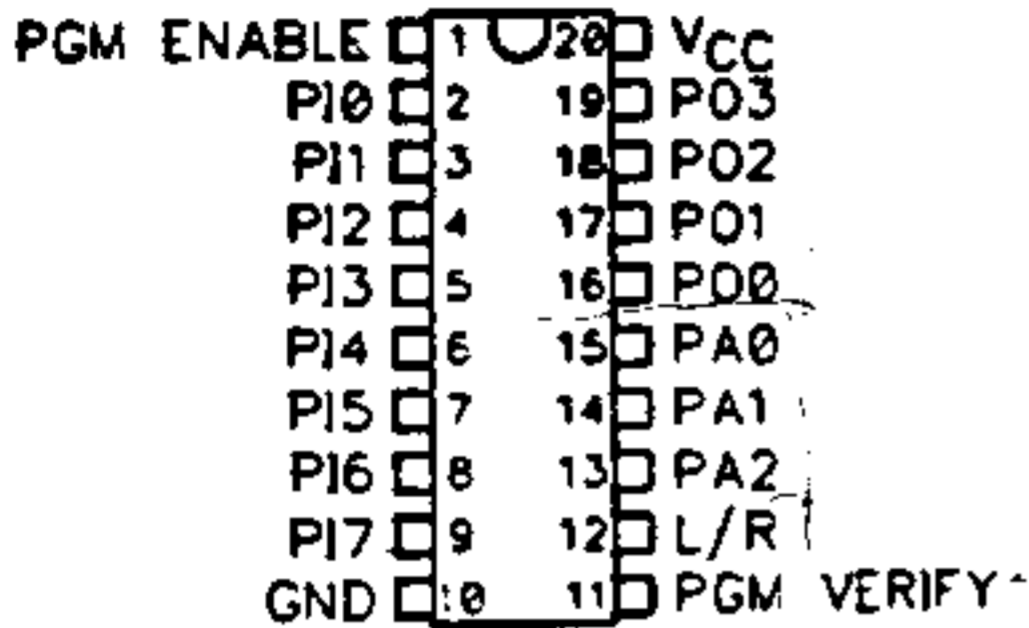 PGM ENABLE 1 20 VCC
PI0 2 19 PO3
PI1 3 18 PO2
PI2 4 17 PO1
PI3 5 16 PO0
PI4 6 15 PA0
PI5 7 14 PA1
PI6 8 13 PA2
PI7 9 12 L/R
GND 10 11 PGM VERIFY